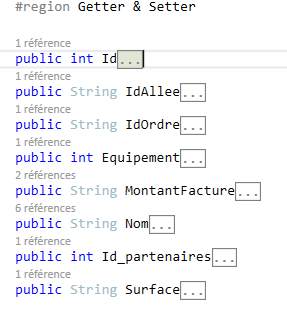 #region Getter & Setter
1 référence
public int Id...
1 référence
public String IdAllee...
1 référence
public String IdOrdre...
1 référence
public int Equipement...
2 références
public String MontantFacture...
6 références
public String Nom...
1 référence
public int Id_partenaires...
1 référence
public String Surface...